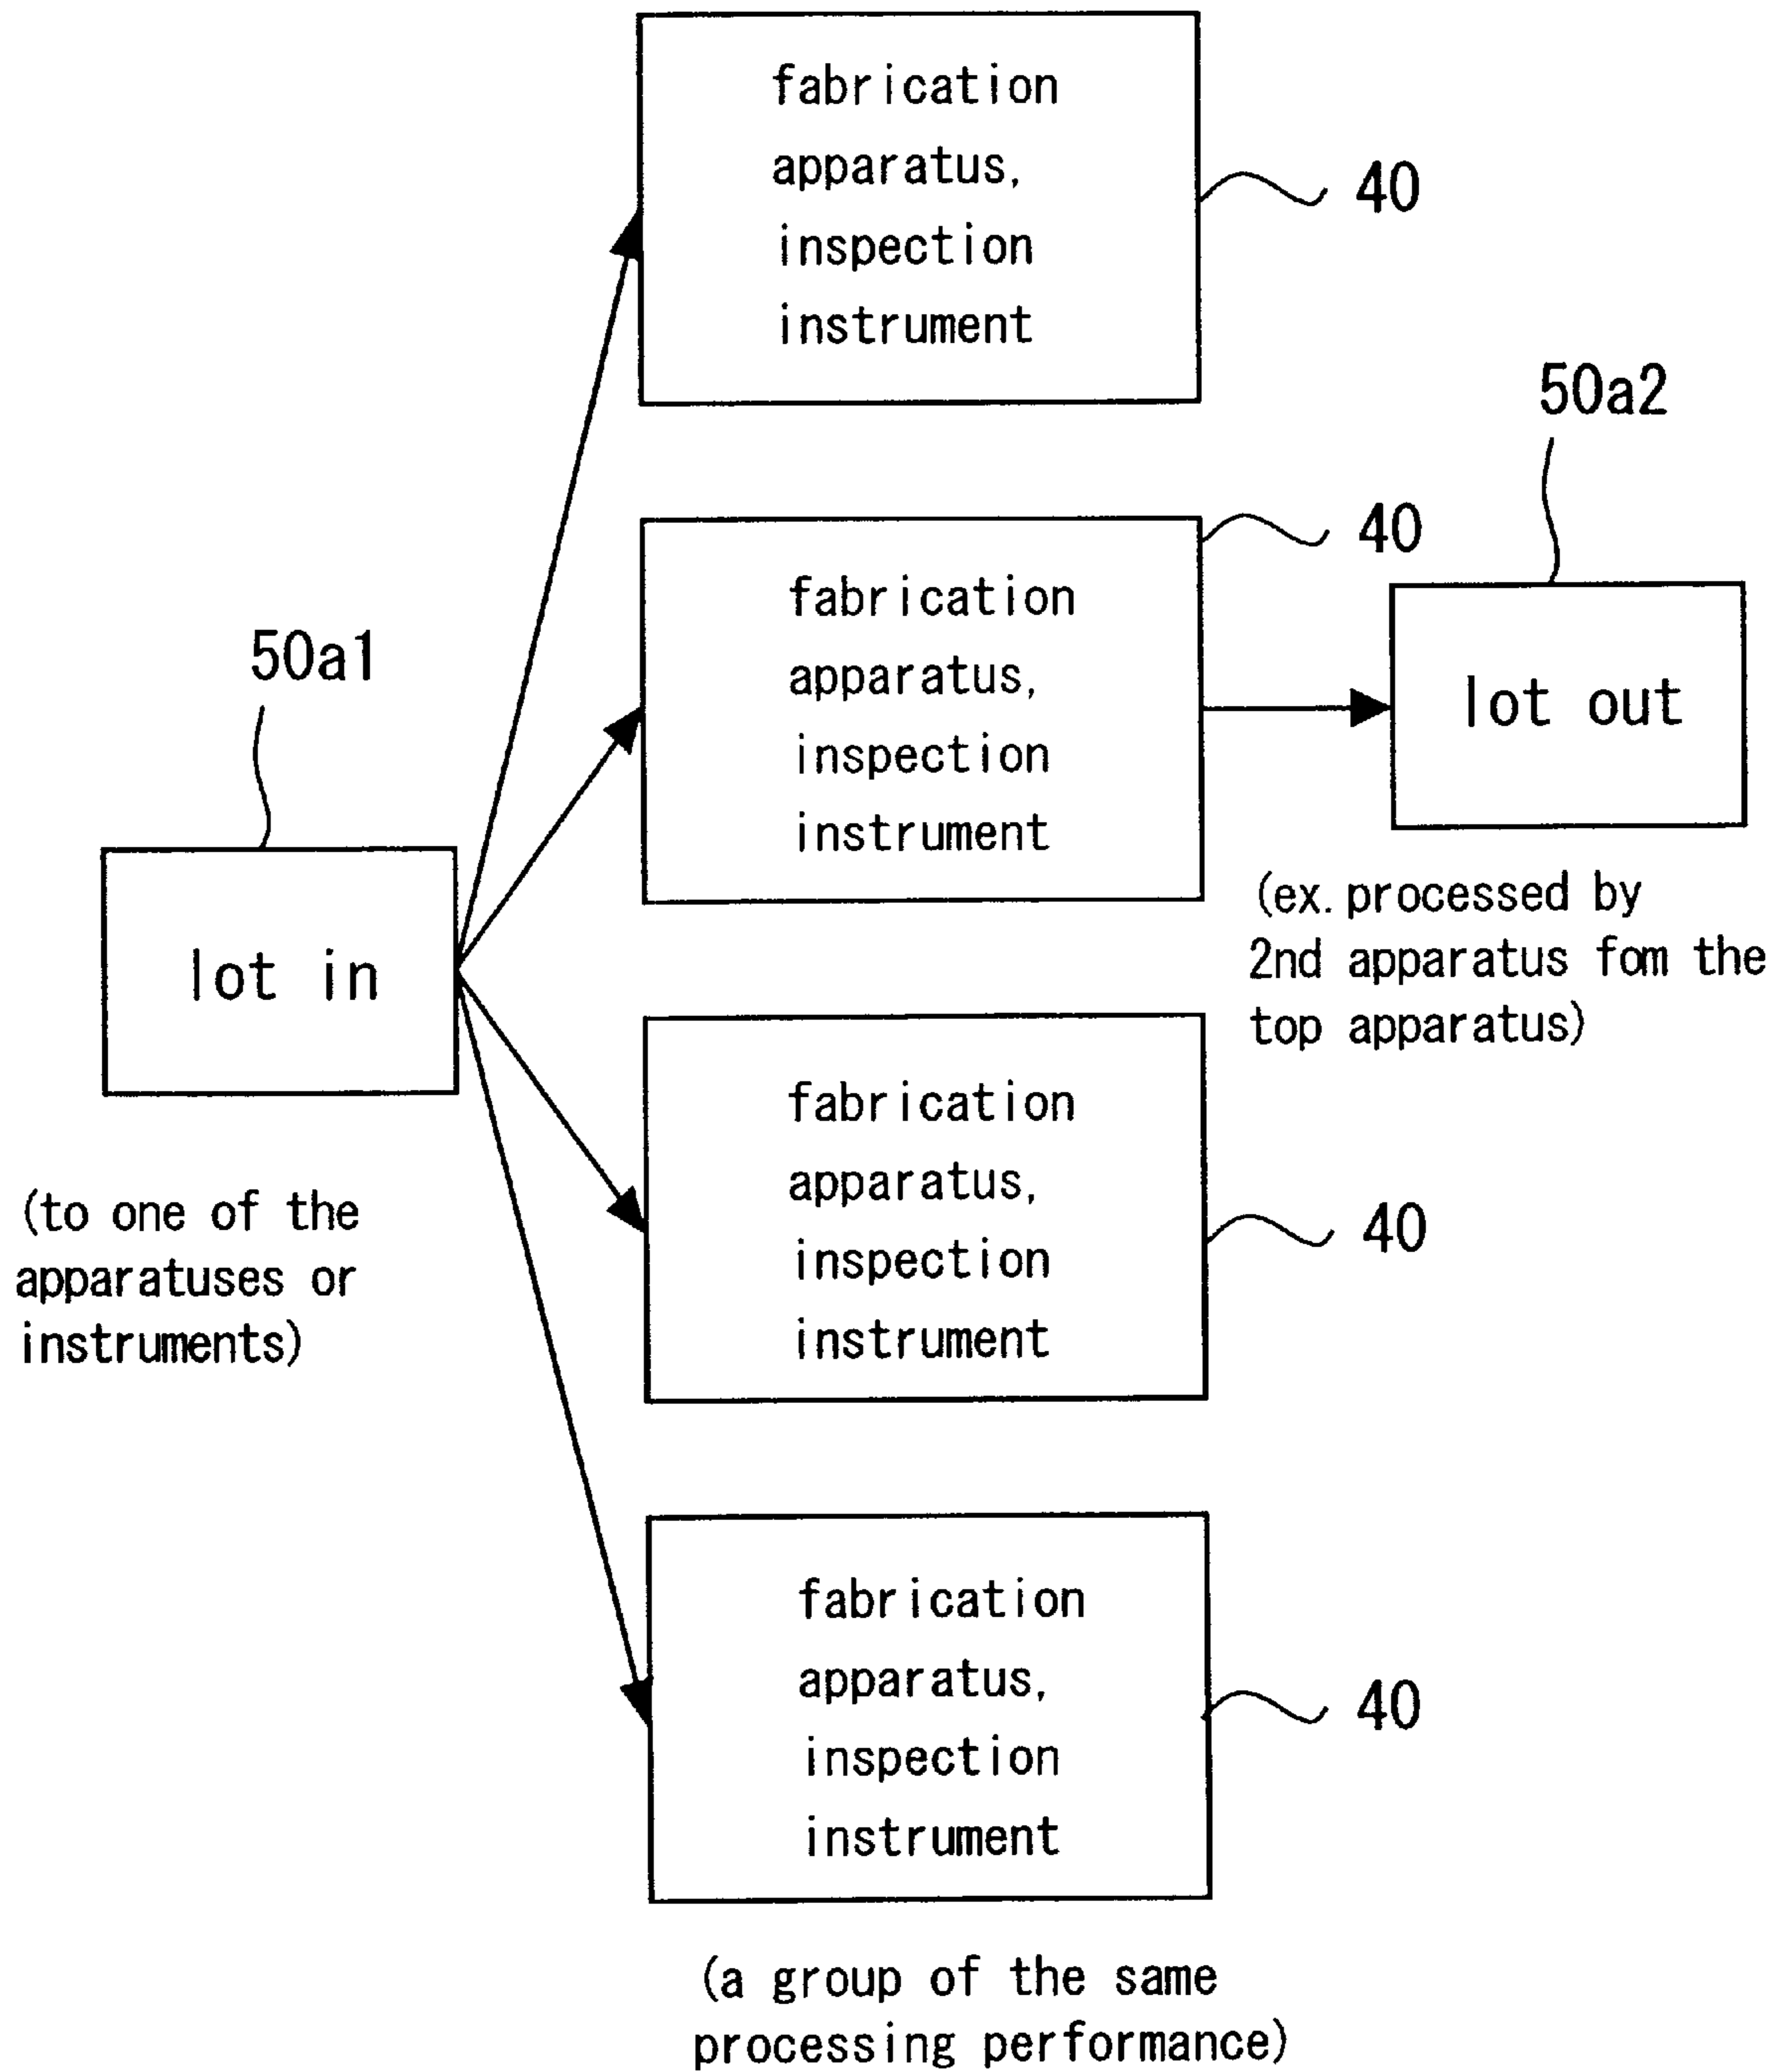 fabrication
apparatus,
inspection
instrument
40
50a2
40
fabrication
apparatus,
inspection
instrument
lot out
50a1
lot in
(ex. processed by
2nd apparatus fom the
top apparatus)
fabrication
apparatus,
inspection
instrument
40
(to one of the
apparatuses or
instruments)
fabrication
apparatus,
inspection
instrument
40
(a group of the same
processing performance)